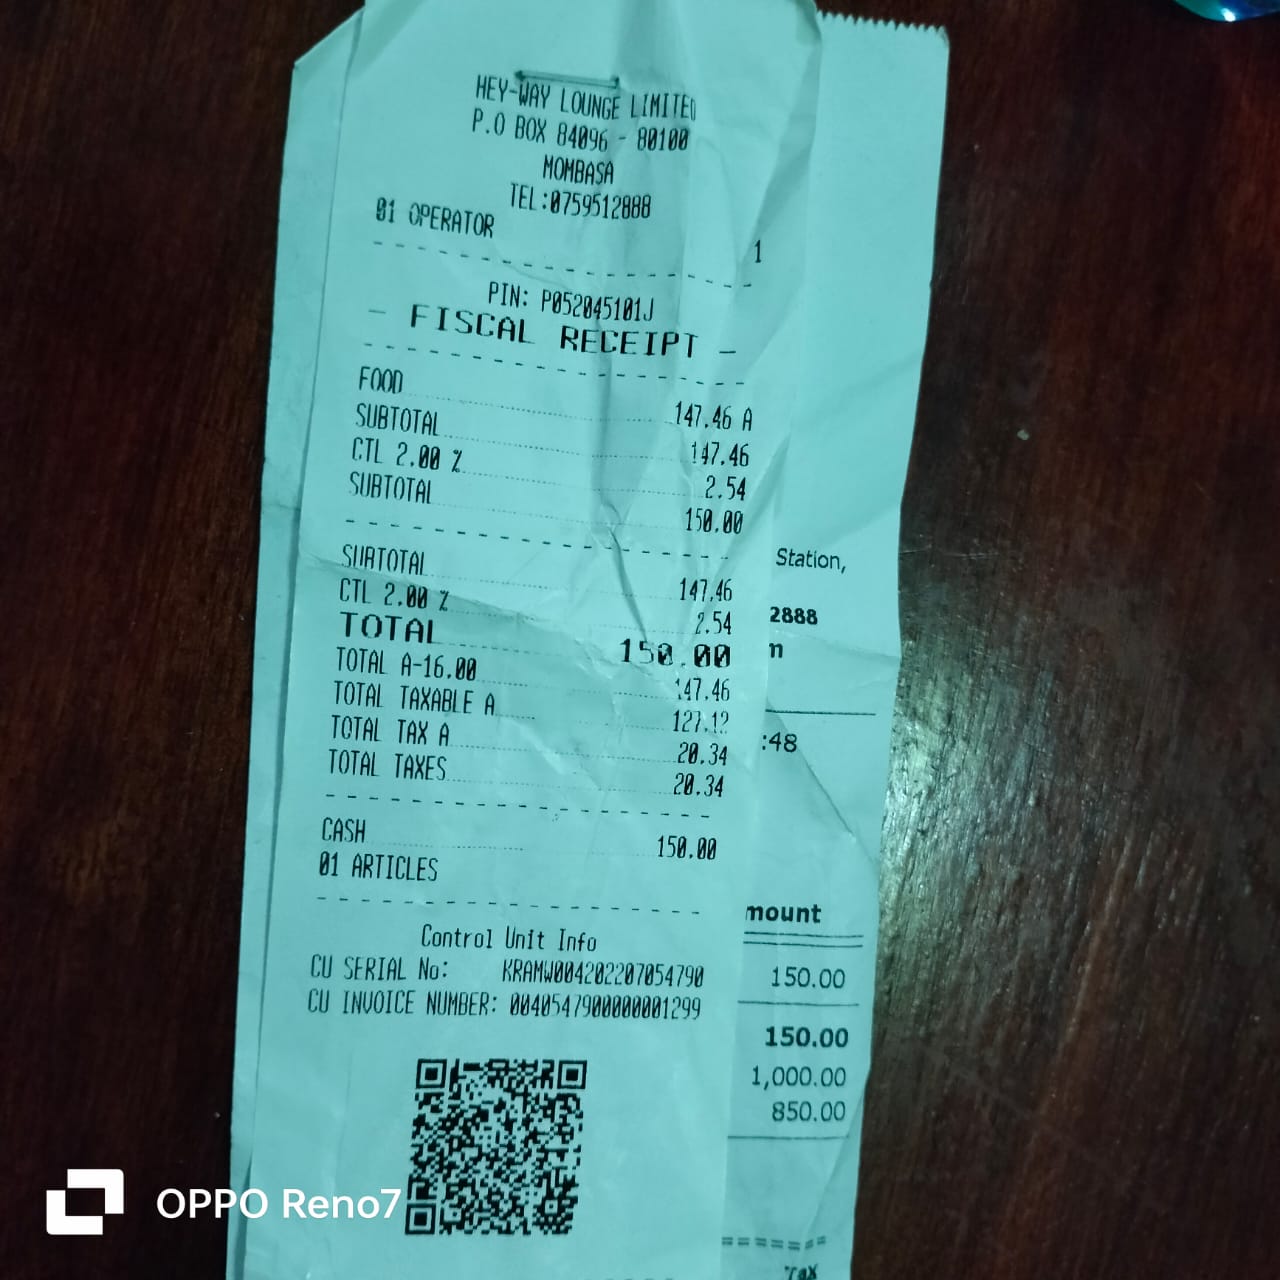 HEY-WAY LOUNGE LIMITED
P.O BOX 84096 - 80100
MOMBASA
TEL:0759512888
01 OPERATOR
1
PIN: P052045101J
- FISCAL RECEIPT -
FOOD 147.46 A
SUBTOTAL 147.46
CTL 2.00 % 2.54
SUBTOTAL 150.00
SUBTOTAL 147.46
CTL 2.00 % 2.54
TOTAL 150.00
TOTAL A-16.00 147.46
TOTAL TAXABLE A 127.12
TOTAL TAX A 20.34
TOTAL TAXES 20.34
CASH 150.00
01 ARTICLES
Control Unit Info
CU SERIAL No: KRAMW004202207054790
CU INVOICE NUMBER: 0040547900000001299
Station,
2888
m
:48
mount
150.00
150.00
1,000.00
850.00
Tax
OPPO Reno7